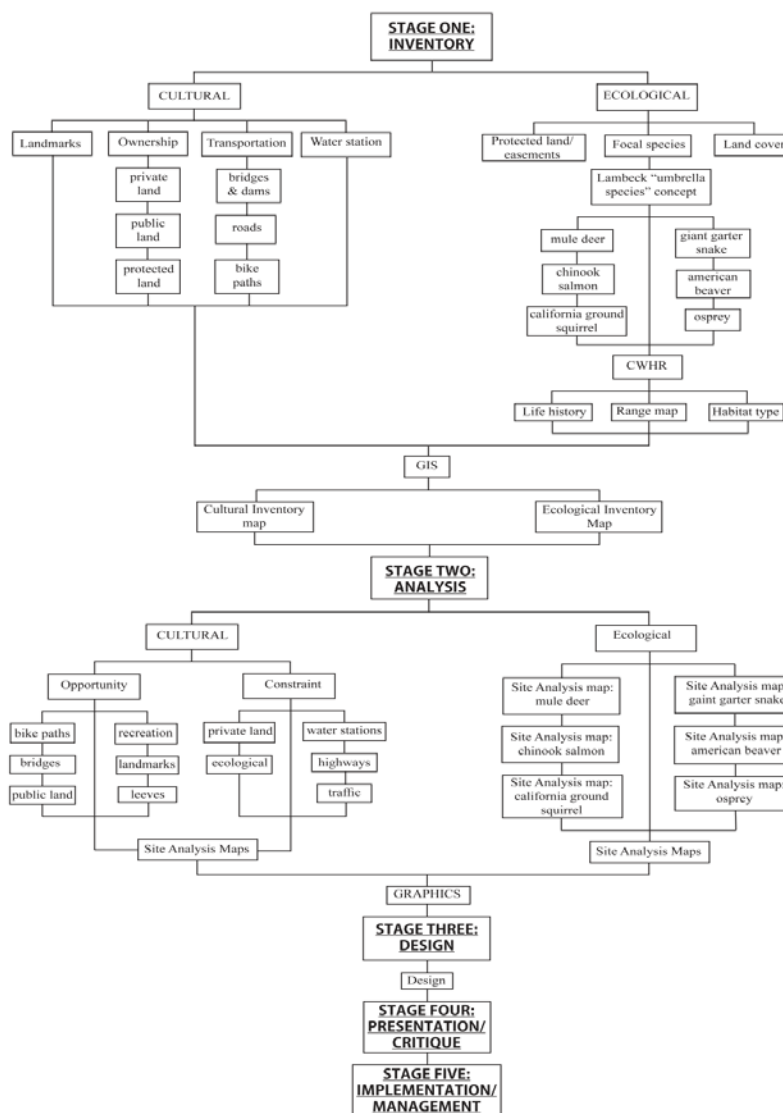 STAGE ONE:
INVENTORY
CULTURAL
ECOLOGICAL
Landmarks
Ownership
Transportation
Water station
Protected land/
easements
Focal species
Land cover
private
land
public
land
protected
land
bridges
& dams
roads
bike
paths
Lambeck “umbrella
species” concept
mule deer
chinook
salmon
california ground
squirrel
giant garter
snake
american
beaver
osprey
CWHR
Life history
Range map
Habitat type
GIS
Cultural Inventory
map
Ecological Inventory
Map
STAGE TWO:
ANALYSIS
CULTURAL
Ecological
Opportunity
Constraint
bike paths
bridges
public land
recreation
landmarks
leeves
private land
ecological
water stations
highways
traffic
Site Analysis map:
mule deer
Site Analysis map:
chinook salmon
Site Analysis map:
california ground
squirrel
Site Analysis map:
gaint garter snake
Site Analysis map:
american beaver
Site Analysis map:
osprey
Site Analysis Maps
Site Analysis Maps
GRAPHICS
STAGE THREE:
DESIGN
Design
STAGE FOUR:
PRESENTATION/
CRITIQUE
STAGE FIVE:
IMPLEMENTATION/
MANAGEMENT